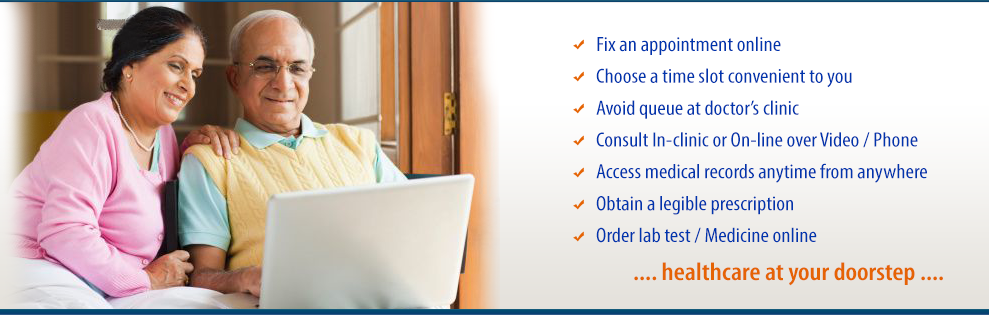 Fix an appointment online
Choose a time slot convenient to you
Avoid queue at doctor's clinic
Consult In-clinic or On-line over Video / Phone
Access medical records anytime from anywhere
Obtain a legible prescription
Order lab test / Medicine online
.... healthcare at your doorstep ....